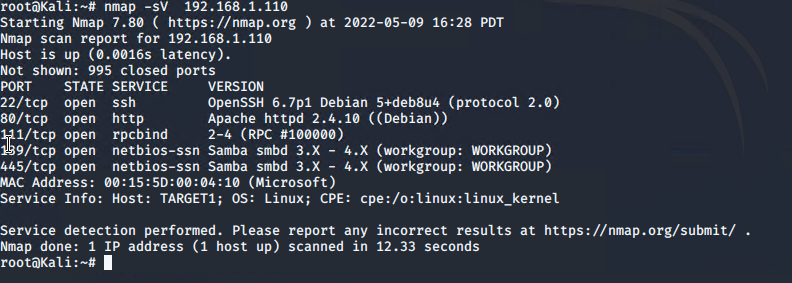 root@Kali:~# nmap -sV  192.168.1.110
Starting Nmap 7.80 ( https://nmap.org ) at 2022-05-09 16:28 PDT
Nmap scan report for 192.168.1.110
Host is up (0.0016s latency).
Not shown: 995 closed ports
PORT    STATE SERVICE     VERSION
22/tcp  open  ssh         OpenSSH 6.7p1 Debian 5+deb8u4 (protocol 2.0)
80/tcp  open  http        Apache httpd 2.4.10 ((Debian))
111/tcp open  rpcbind     2-4 (RPC #100000)
139/tcp open  netbios-ssn Samba smbd 3.X - 4.X (workgroup: WORKGROUP)
445/tcp open  netbios-ssn Samba smbd 3.X - 4.X (workgroup: WORKGROUP)
MAC Address: 00:15:5D:00:04:10 (Microsoft)
Service Info: Host: TARGET1; OS: Linux; CPE: cpe:/o:linux:linux_kernel
Service detection performed. Please report any incorrect results at https://nmap.org/submit/ .
Nmap done: 1 IP address (1 host up) scanned in 12.33 seconds
root@Kali:~#